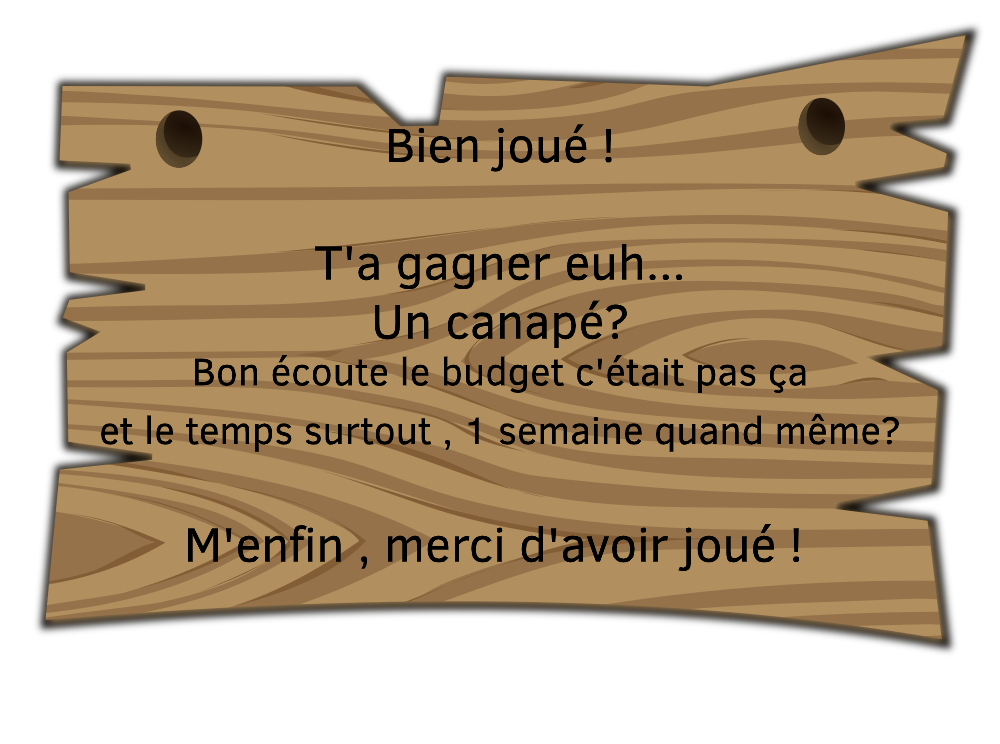 Bien joué !
T'a gagner euh...
Un canapé?
Bon écoute le budget c'était pas ça
et le temps surtout , 1 semaine quand même?
M'enfin , merci d'avoir joué !